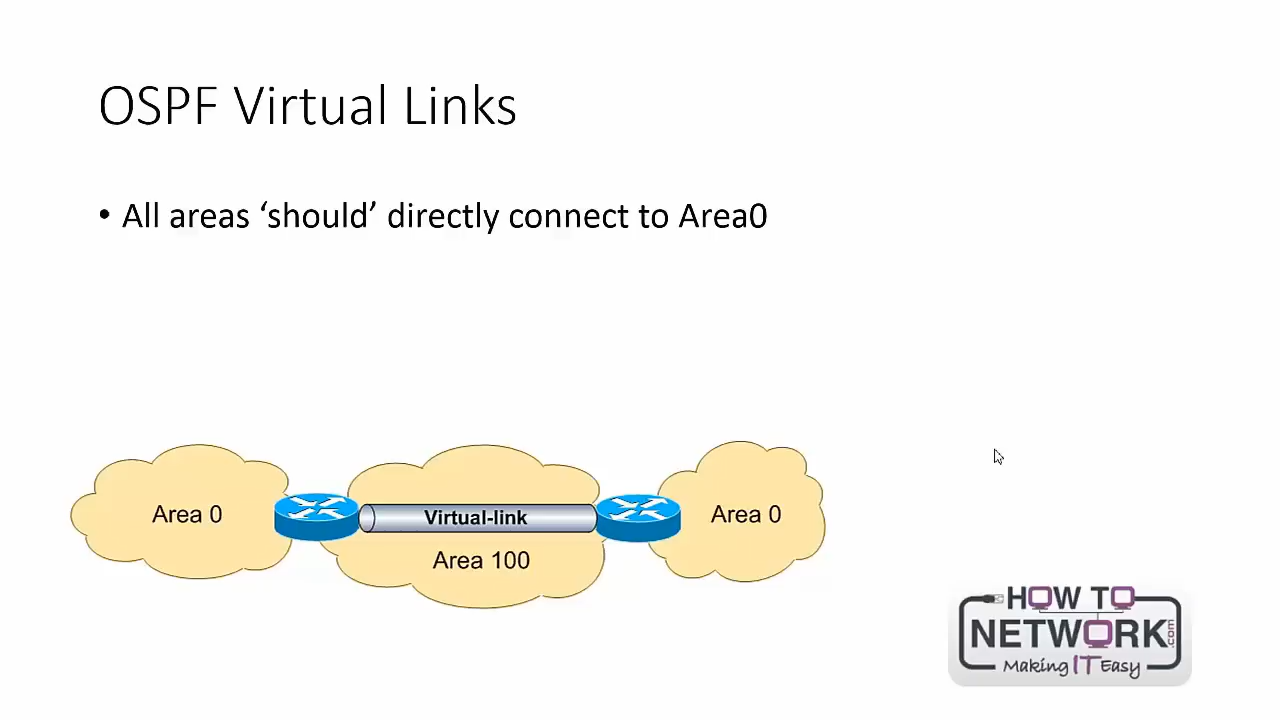 OSPF Virtual Links
• All areas ‘should’ directly connect to Area0
Area 0
Virtual-link
Area 100
Area 0
HOW TO
NETWORK.com
Making IT Easy